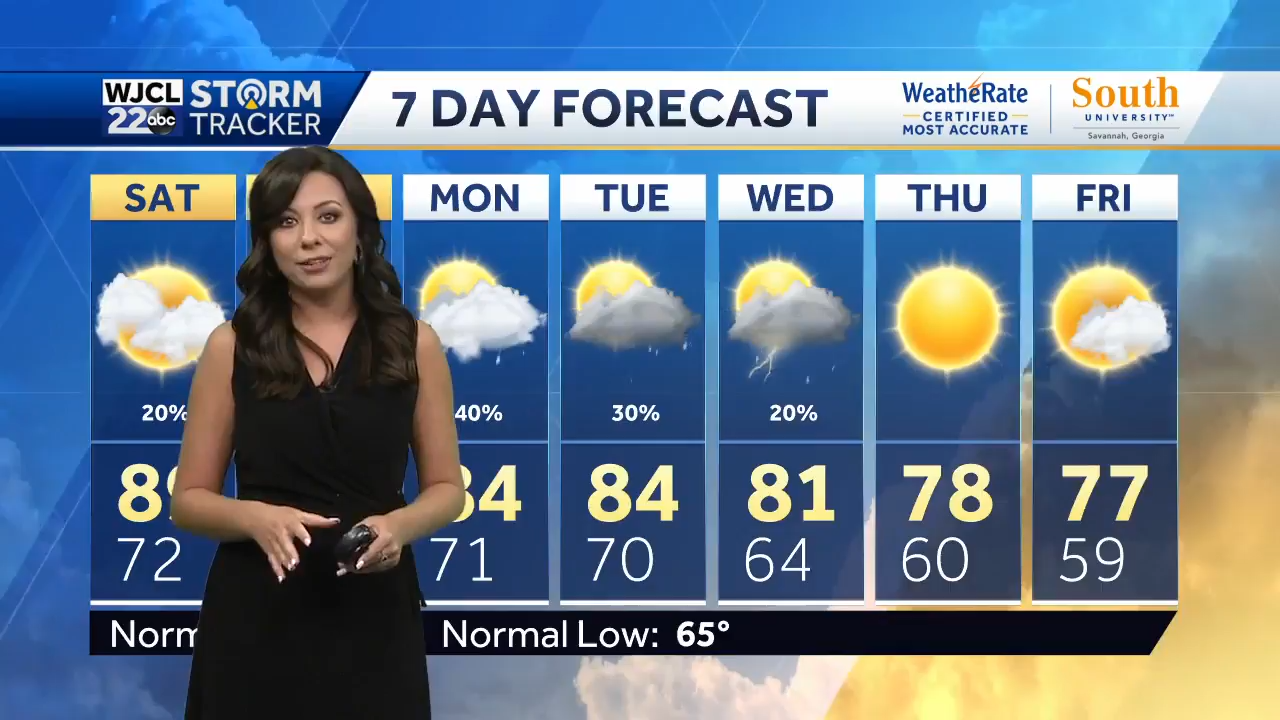 WJCL
22 abc
STORM
TRACKER
7 DAY FORECAST
WeatheRate
CERTIFIED
MOST ACCURATE
South
UNIVERSITY℠
Savannah, Georgia
SAT
MON
TUE
WED
THU
FRI
20%
40%
30%
20%
84
81
78
77
72
71
70
64
60
59
Normal Low: 65°